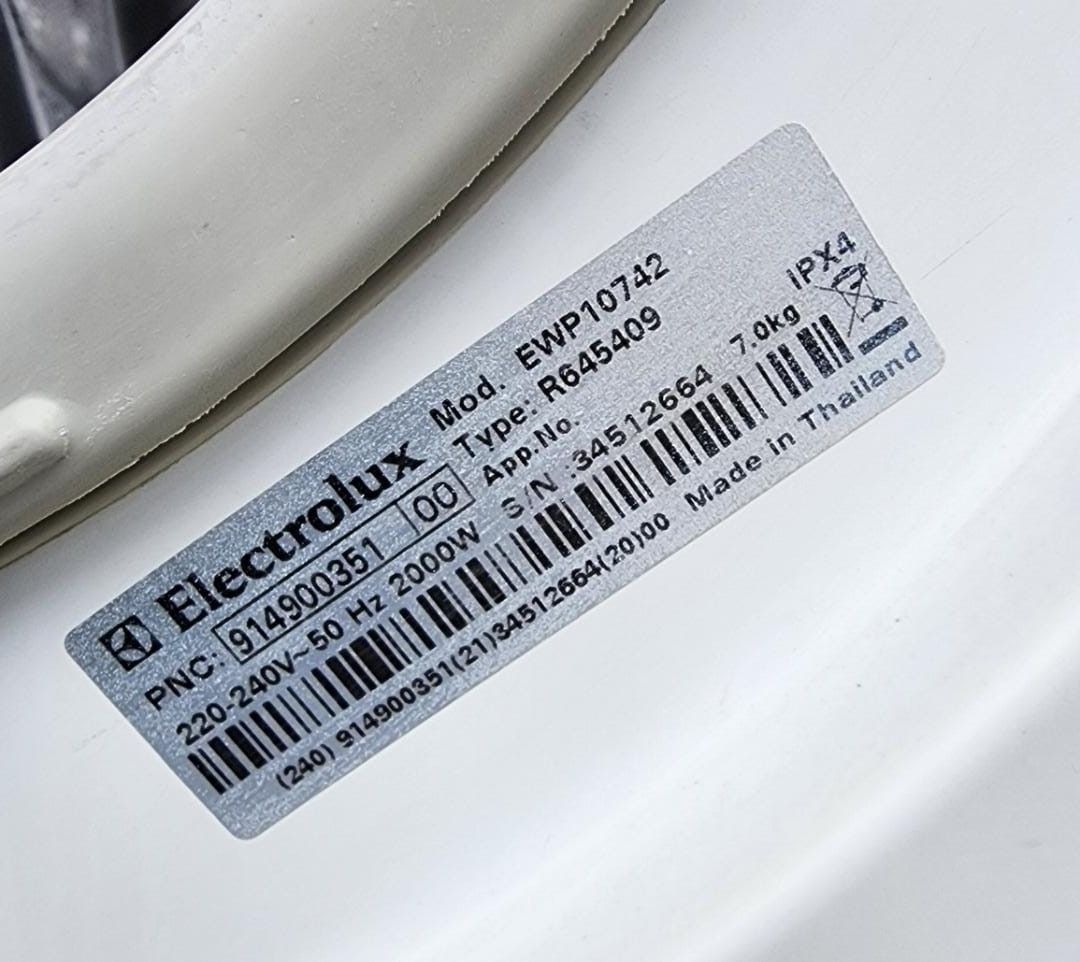 Electrolux
Mod. EWP10742
PNC: 914900351 00
Type: R645409
App.No.
220-240V~50 Hz 2000W
S/N :34512664
7.0kg
IPX4
(240) 914900351(21)34512664(20)00
Made in Thailand